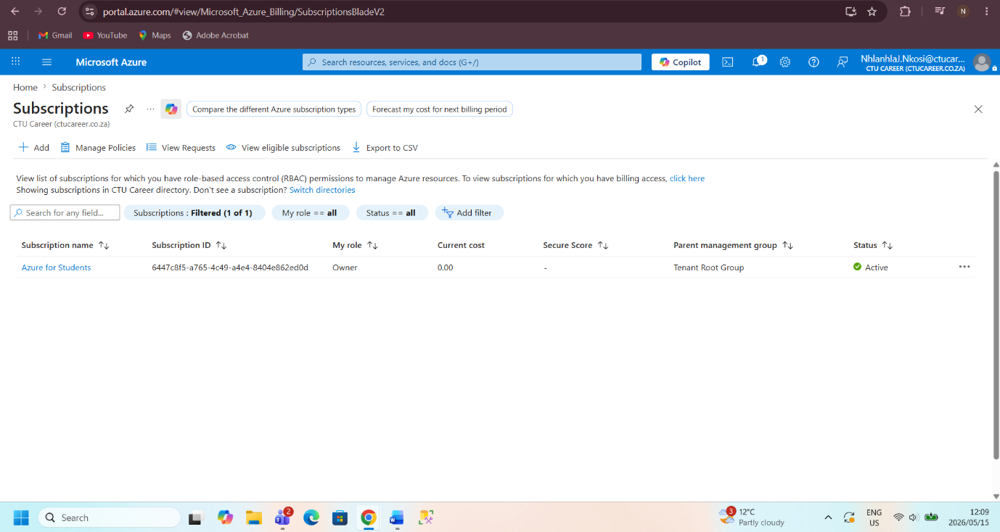 portal.azure.com/#view/Microsoft_Azure_Billing/SubscriptionsBladeV2
N
Gmail YouTube Maps Adobe Acrobat
Microsoft Azure
Search resources, services, and docs (G+/)
Copilot
1
NhlanhlaJ.Nkosi@ctucar...
CTU CAREER (CTUCAREER.CO.ZA)
Home > Subscriptions
Subscriptions
...
Compare the different Azure subscription types
Forecast my cost for next billing period
CTU Career (ctucareer.co.za)
Add Manage Policies View Requests View eligible subscriptions Export to CSV
View list of subscriptions for which you have role-based access control (RBAC) permissions to manage Azure resources. To view subscriptions for which you have billing access, click here
Showing subscriptions in CTU Career directory. Don't see a subscription? Switch directories
Search for any field... Subscriptions : Filtered (1 of 1) My role == all Status == all Add filter
Subscription name Subscription ID My role Current cost Secure Score Parent management group Status
Azure for Students 6447c8f5-a765-4c49-a4e4-8404e862ed0d Owner 0.00 - Tenant Root Group Active ...
Search
2
3
12°C
Partly cloudy
ENG
US
12:09
2026/05/15